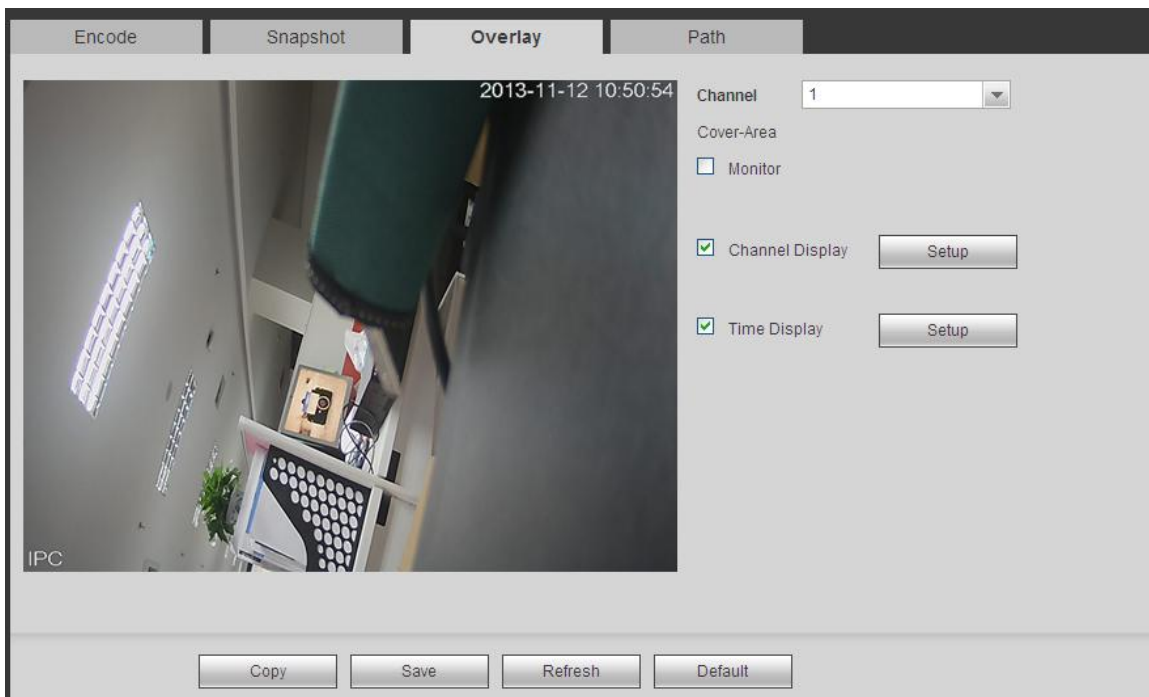 Encode Snapshot Overlay Path
2013-11-12 10:50:54
IPC
Channel 1
Cover-Area
Monitor
Channel Display Setup
Time Display Setup
Copy Save Refresh Default